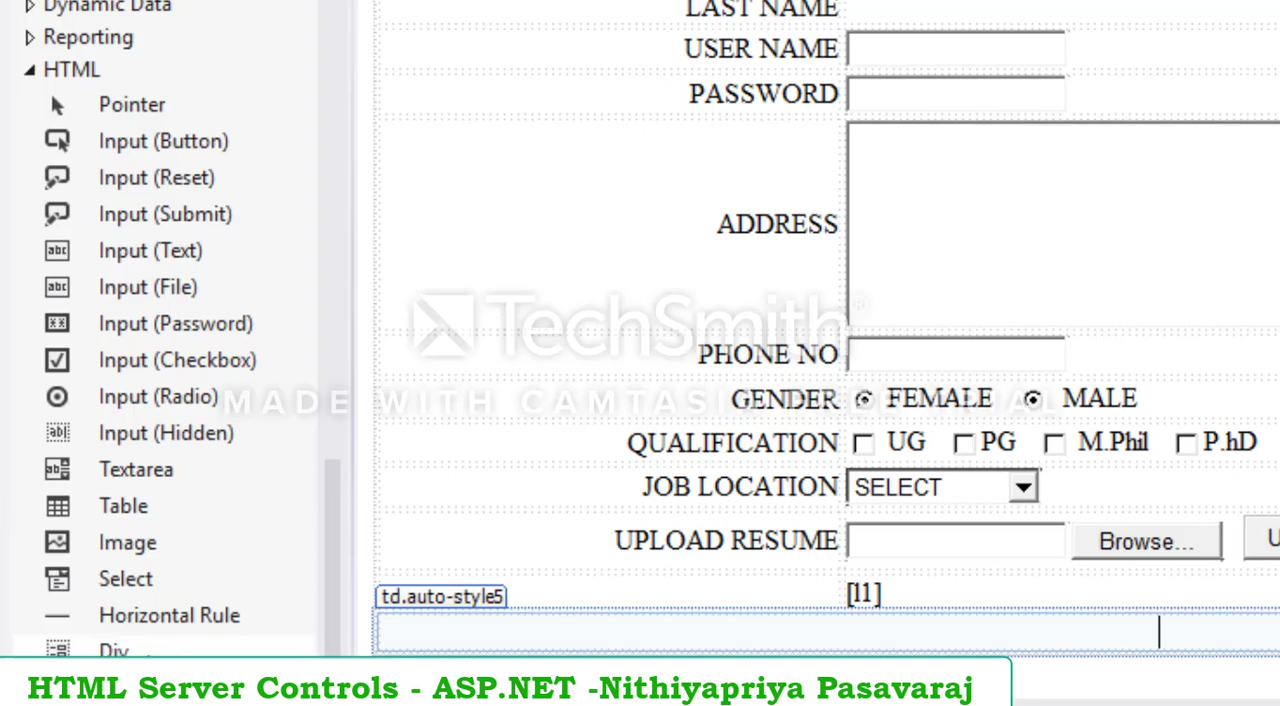 Dynamic Data
Reporting
HTML
Pointer
Input (Button)
Input (Reset)
Input (Submit)
Input (Text)
Input (File)
Input (Password)
Input (Checkbox)
Input (Radio)
Input (Hidden)
Textarea
Table
Image
Select
Horizontal Rule
Div
LAST NAME
USER NAME
PASSWORD
ADDRESS
PHONE NO
GENDER FEMALE MALE
QUALIFICATION UG PG M.Phil P.hD
JOB LOCATION SELECT
UPLOAD RESUME Browse... U
[l1]
td.auto-style5
TechSmith®
MADE WITH CAMTASIA FREE TRIAL
HTML Server Controls - ASP.NET -Nithiyapriya Pasavaraj